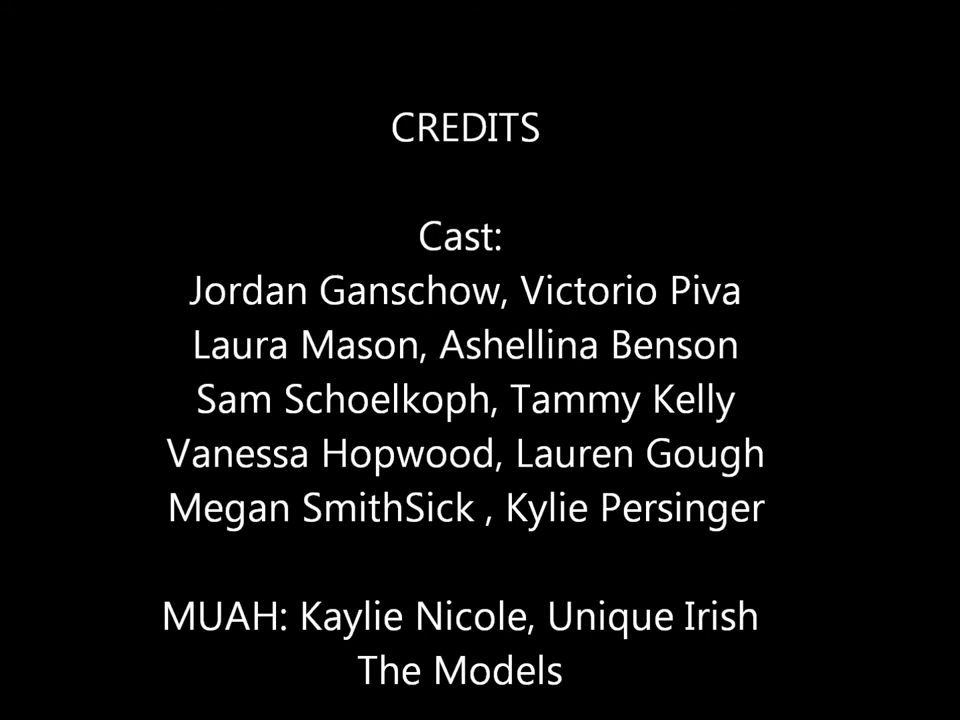 CREDITS
Cast:
Jordan Ganschow, Victorio Piva
Laura Mason, Ashellina Benson
Sam Schoelkoph, Tammy Kelly
Vanessa Hopwood, Lauren Gough
Megan SmithSick , Kylie Persinger
MUAH: Kaylie Nicole, Unique Irish
The Models